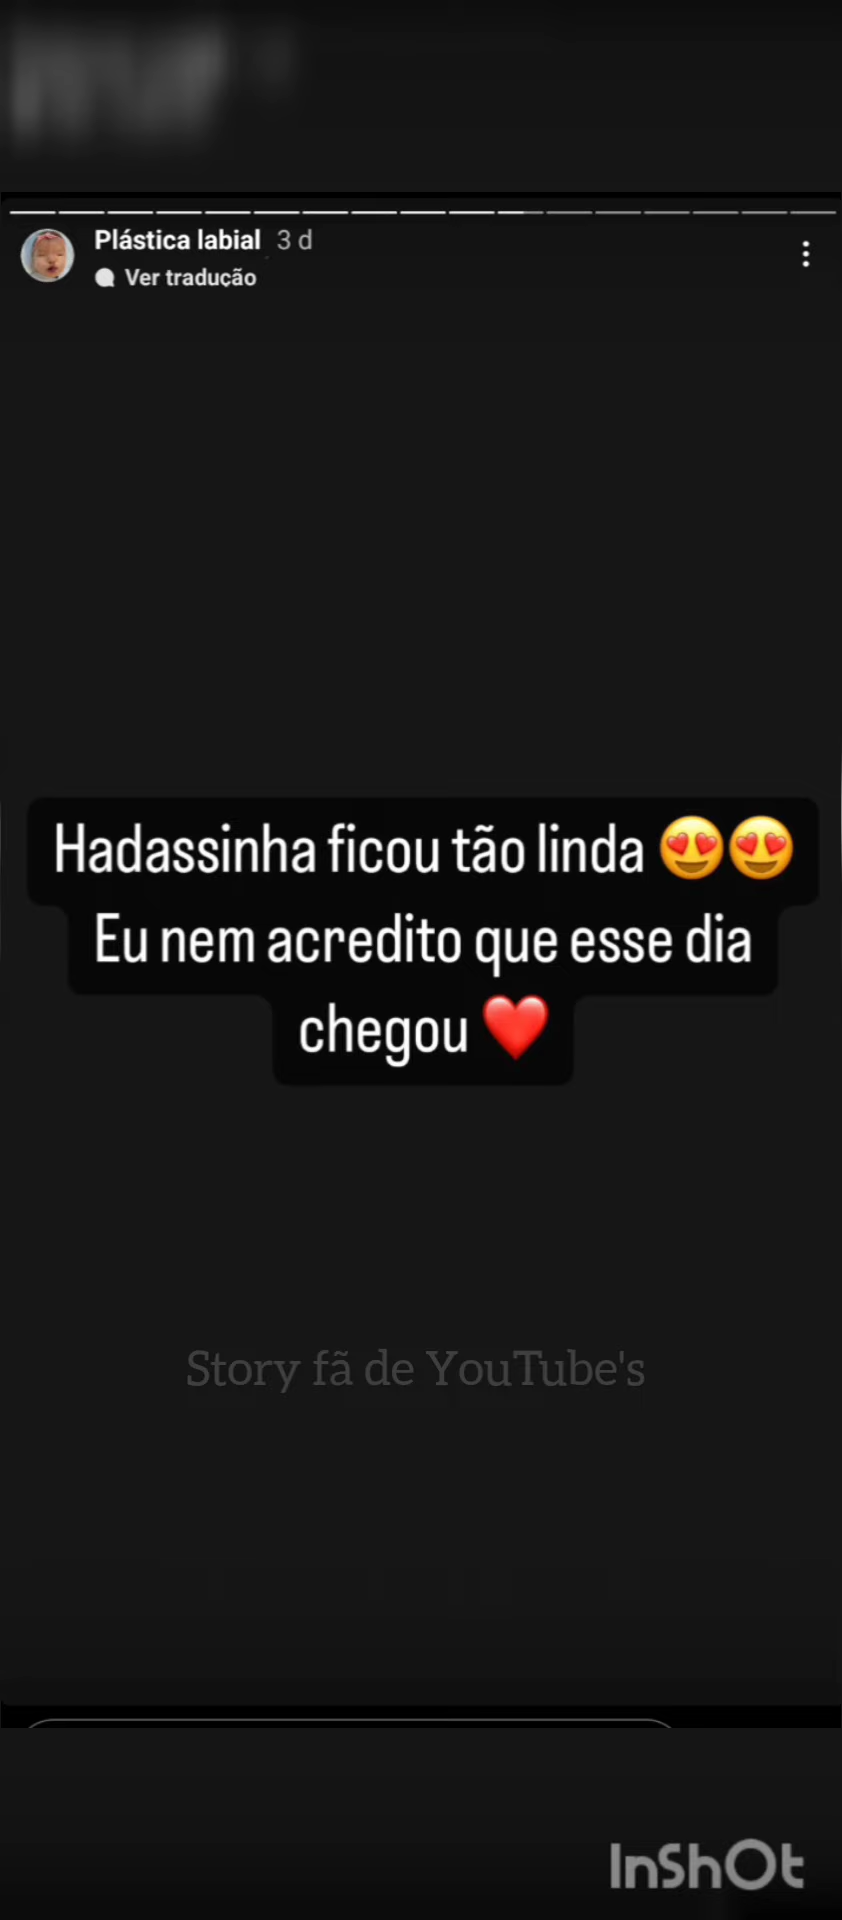 Plástica labial 3 d
Ver tradução
Hadassinha ficou tão linda 😍😍
Eu nem acredito que esse dia
chegou ❤️
Story fã de YouTube's
InShOt